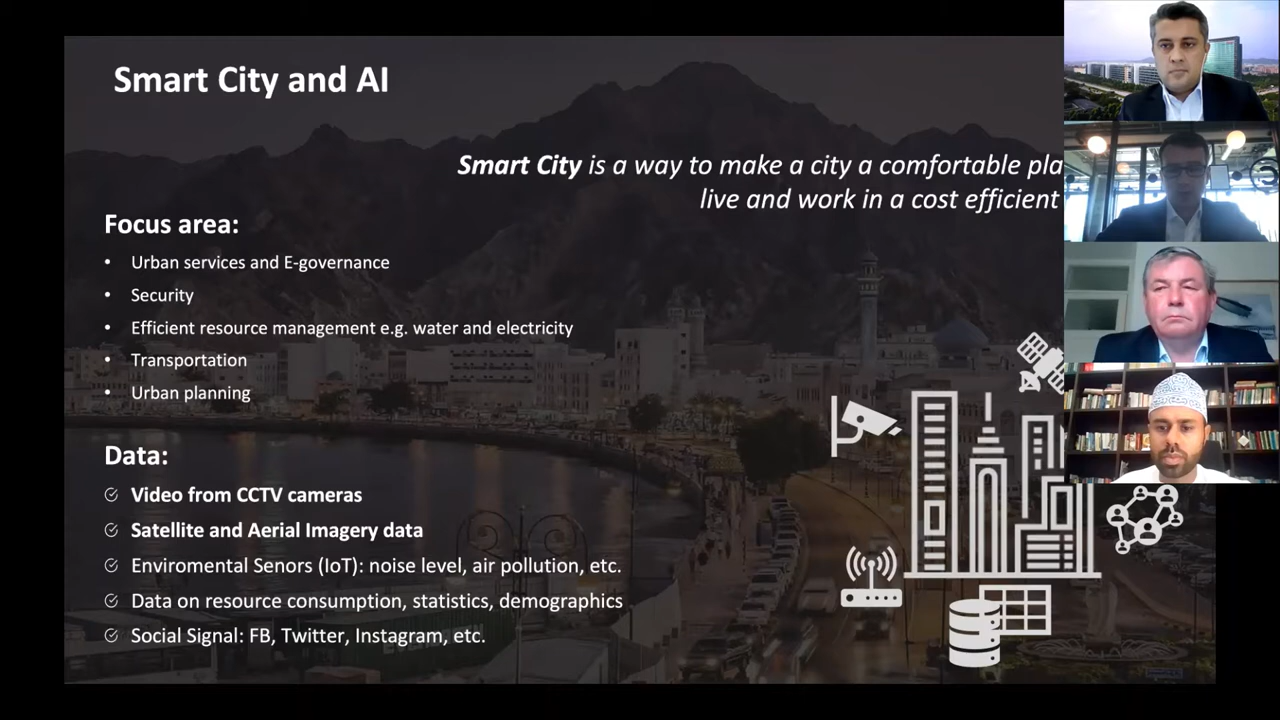 Smart City and AI
Smart City is a way to make a city a comfortable pla
live and work in a cost efficient
Focus area:
• Urban services and E-governance
• Security
• Efficient resource management e.g. water and electricity
• Transportation
• Urban planning
Data:
Video from CCTV cameras
Satellite and Aerial Imagery data
Enviromental Senors (IoT): noise level, air pollution, etc.
Data on resource consumption, statistics, demographics
Social Signal: FB, Twitter, Instagram, etc.